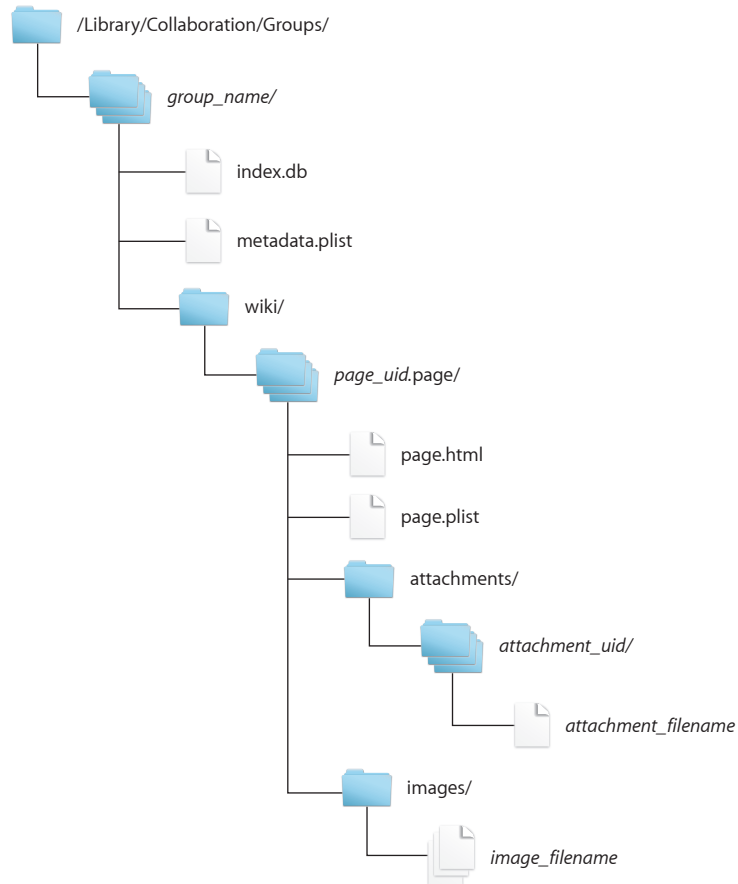 /Library/Collaboration/Groups/
group_name/
index.db
metadata.plist
wiki/
page_uid.page/
page.html
page.plist
attachments/
attachment_uid/
attachment_filename
images/
image_filename